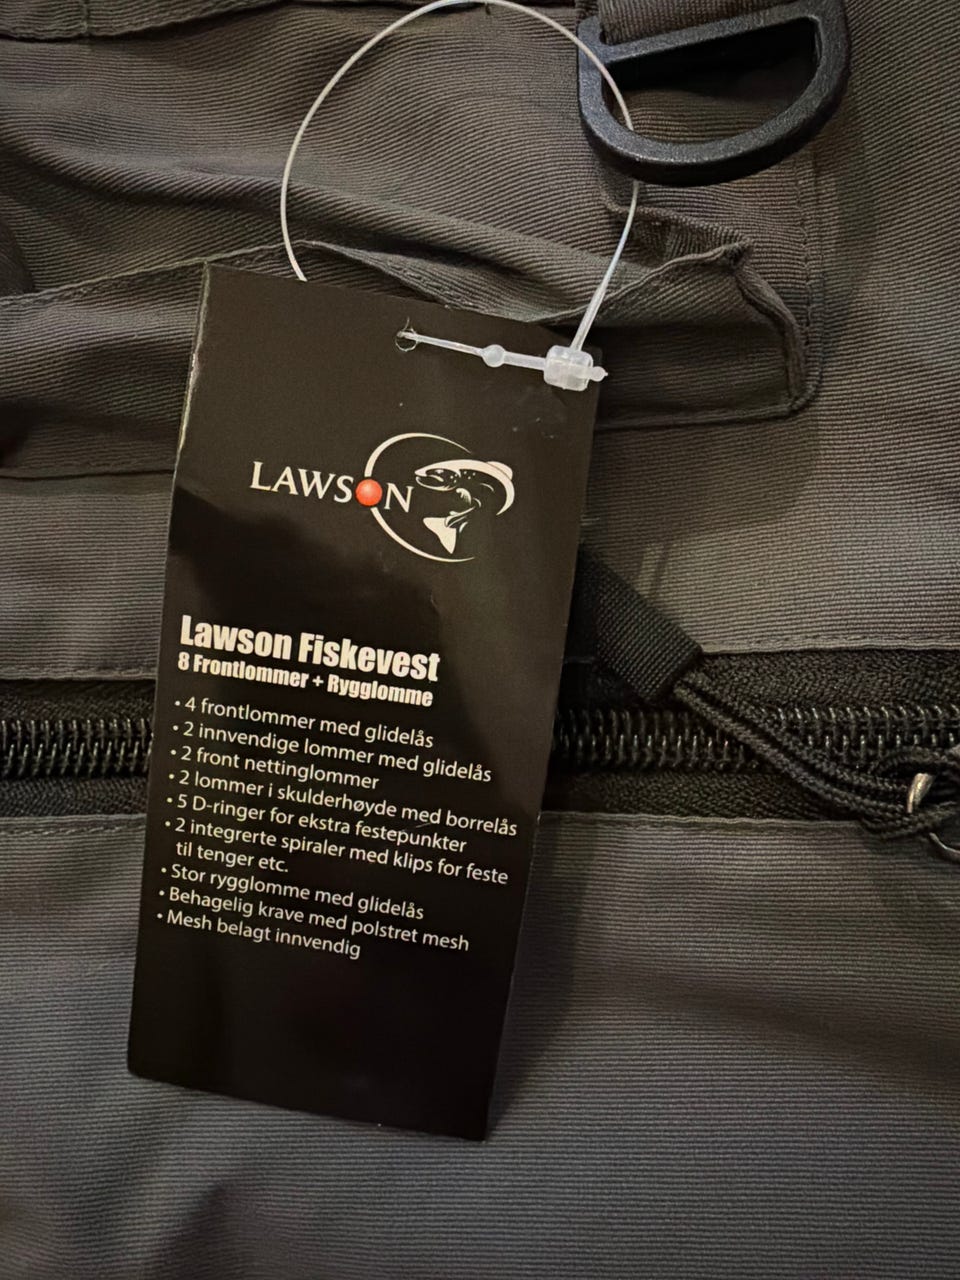 LAWSON
Lawson Fiskevest
8 Frontlommer + Rygglomme
• 4 frontlommer med glidelås
• 2 innvendige lommer med glidelås
• 2 front nettinglommer
• 2 lommer i skulderhøyde med borrelås
• 5 D-ringer for ekstra festepunkter
• 2 integrerte spiraler med klips for feste
til tenger etc.
• Stor rygglomme med glidelås
• Behagelig krave med polstret mesh
• Mesh belagt innvendig